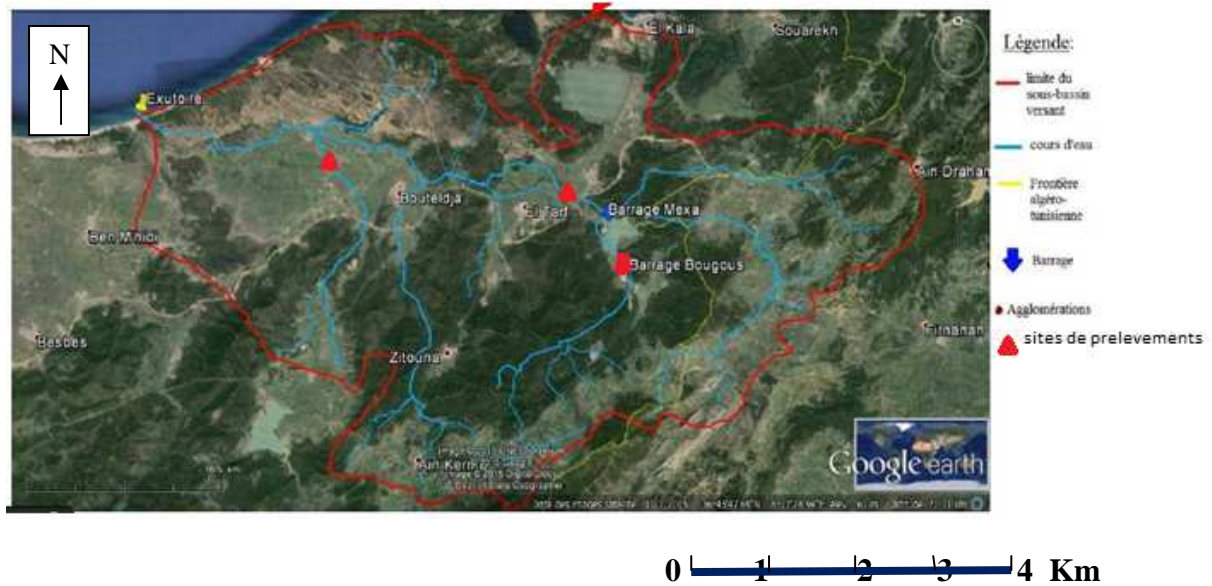 N
El Kala
Souarekh
Exutoire
Bouteldja
El Tarf
Barrage Mexa
Barrage Bougous
Ben Mhidi
Besbes
Zitouna
Ain Kerma
Ain Draham
Fernanan
Google earth
Légende:
limite du
sous-bassin
versant
cours d'eau
Frontière
algéro-
tunisienne
Barrage
Agglomérations
sites de prelevements
0 1 2 3 4 Km